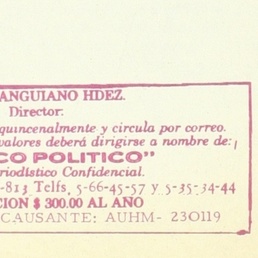 ANGUIANO HDEZ.
Director.
quincenalmente y circula por correo.
valores deberá dirigirse a nombre de:
CO POLITICO"
riodístico Confidencial.
-813 Telfs, 5-66-45-57 y 5-35-34-44
CION $ 300.00 AL AÑO
CAUSANTE: AUHM- 230119